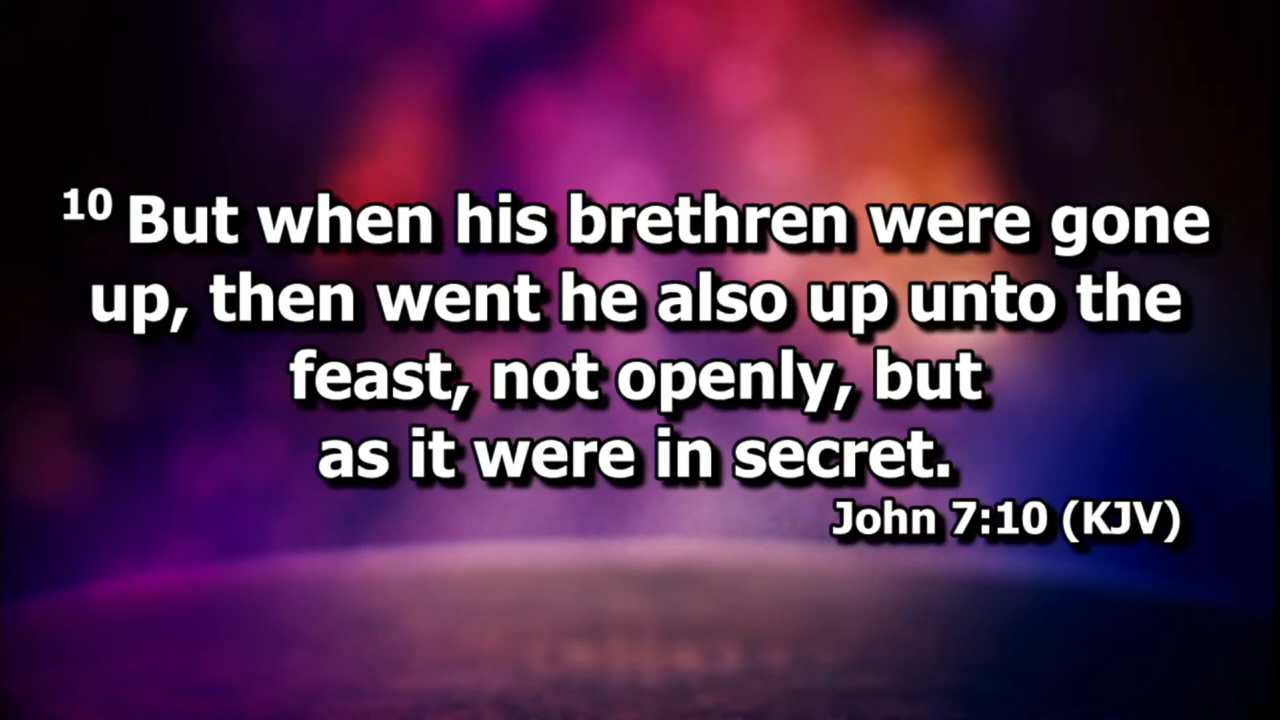 10 But when his brethren were gone
up, then went he also up unto the
feast, not openly, but
as it were in secret.
John 7:10 (KJV)